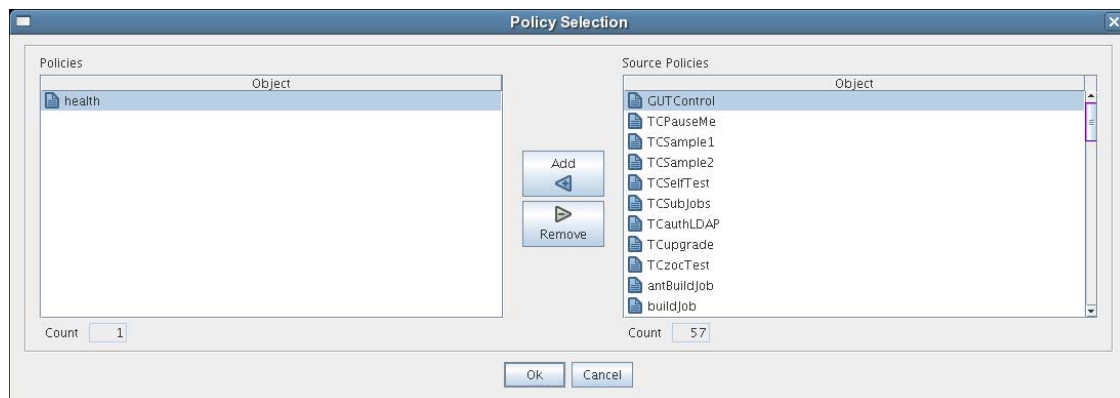 Policy Selection
Policies
Object
health
Count 1
Add
Remove
Source Policies
Object
GUTControl
TCPauseMe
TCSample1
TCSample2
TCSelfTest
TCSubJobs
TCauthLDAP
TCupgrade
TCzocTest
antBuildJob
buildJob
Count 57
Ok Cancel